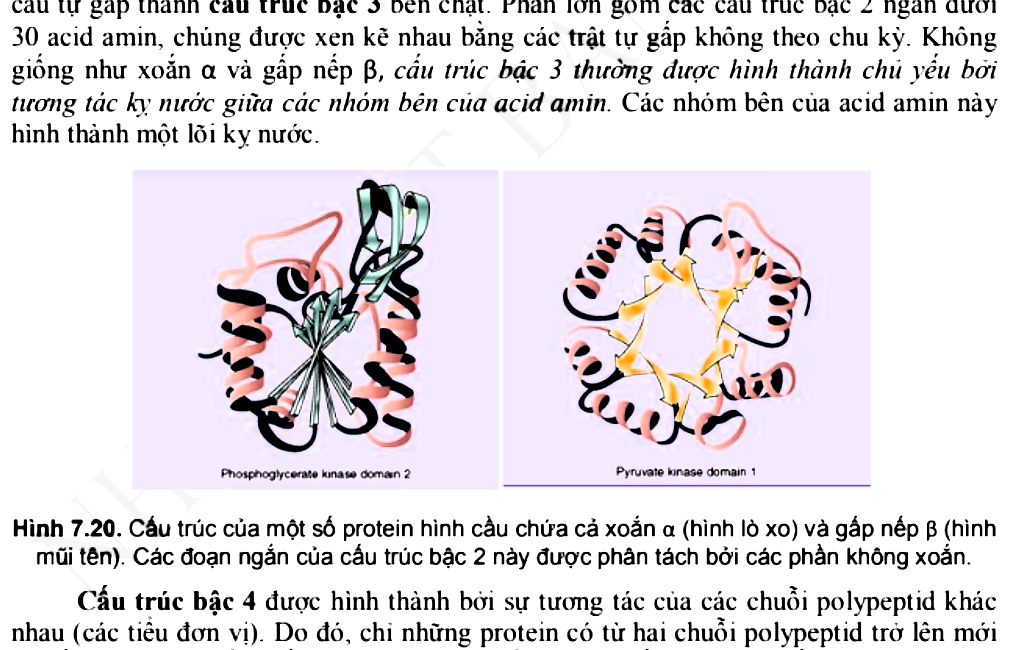 cấu tự gấp thành cấu trúc bậc 3 bền chặt. Phần lớn gồm các cấu trúc bậc 2 ngắn dưới
30 acid amin, chúng được xen kẽ nhau bằng các trật tự gấp không theo chu kỳ. Không
giống như xoắn α và gấp nếp β, cấu trúc bậc 3 thường được hình thành chủ yếu bởi
tương tác kỵ nước giữa các nhóm bên của acid amin. Các nhóm bên của acid amin này
hình thành một lõi kỵ nước.
Phosphoglycerate kinase domain 2
Pyruvate kinase domain 1
Hình 7.20. Cấu trúc của một số protein hình cầu chứa cả xoắn α (hình lò xo) và gấp nếp β (hình
mũi tên). Các đoạn ngắn của cấu trúc bậc 2 này được phân tách bởi các phần không xoắn.
Cấu trúc bậc 4 được hình thành bởi sự tương tác của các chuỗi polypeptid khác
nhau (các tiểu đơn vị). Do đó, chỉ những protein có từ hai chuỗi polypeptid trở lên mới